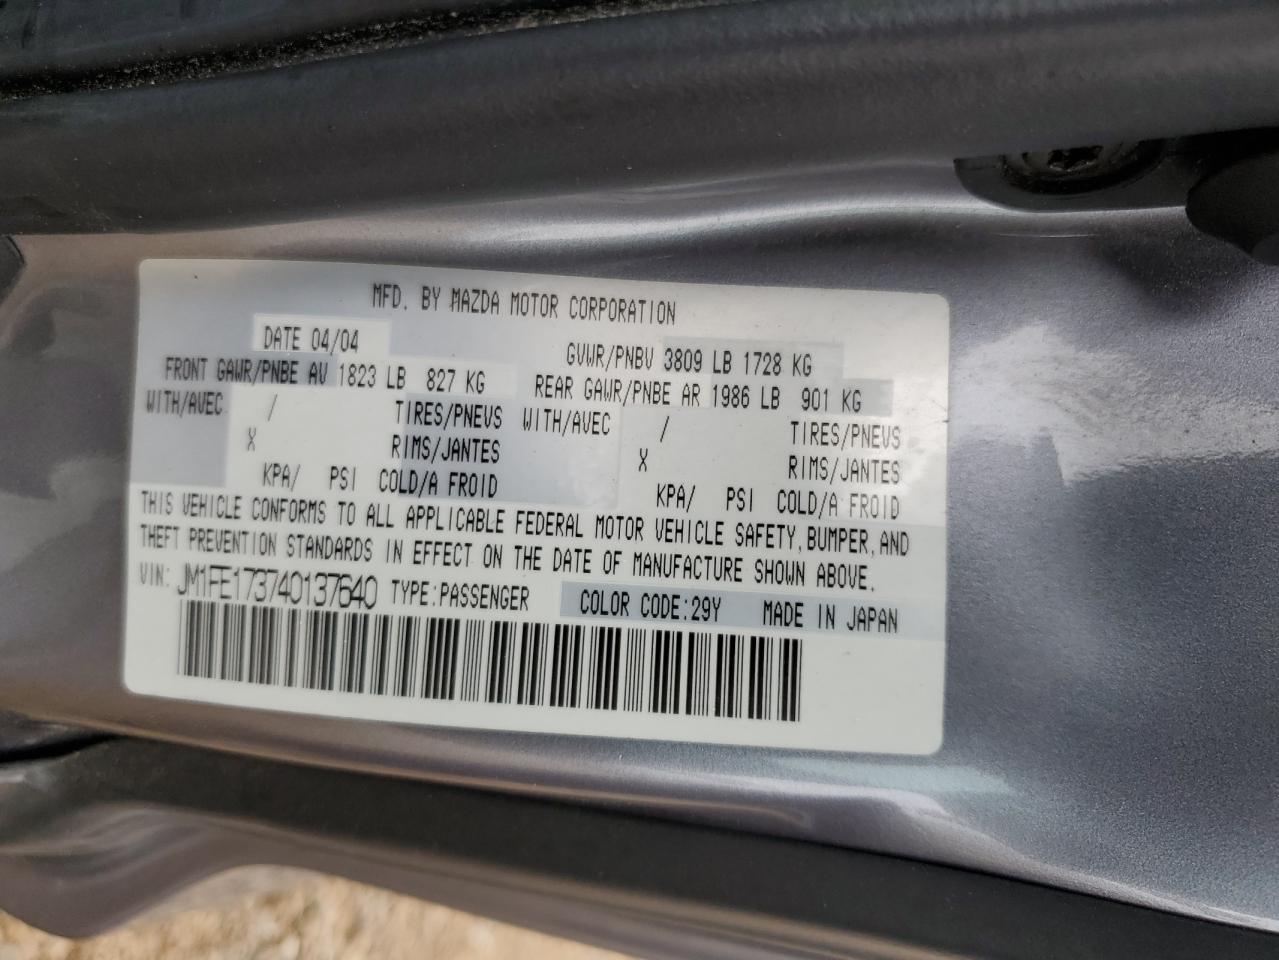 MFD. BY MAZDA MOTOR CORPORATION
DATE 04/04 GVWR/PNBV 3809 LB 1728 KG
FRONT GAWR/PNBE AV 1823 LB 827 KG REAR GAWR/PNBE AR 1986 LB 901 KG
WITH/AVEC / TIRES/PNEUS WITH/AVEC / TIRES/PNEUS
X RIMS/JANTES X RIMS/JANTES
KPA/ PSI COLD/A FROID KPA/ PSI COLD/A FROID
THIS VEHICLE CONFORMS TO ALL APPLICABLE FEDERAL MOTOR VEHICLE SAFETY, BUMPER, AND
THEFT PREVENTION STANDARDS IN EFFECT ON THE DATE OF MANUFACTURE SHOWN ABOVE.
VIN: JM1FE173740137640 TYPE:PASSENGER COLOR CODE:29Y MADE IN JAPAN